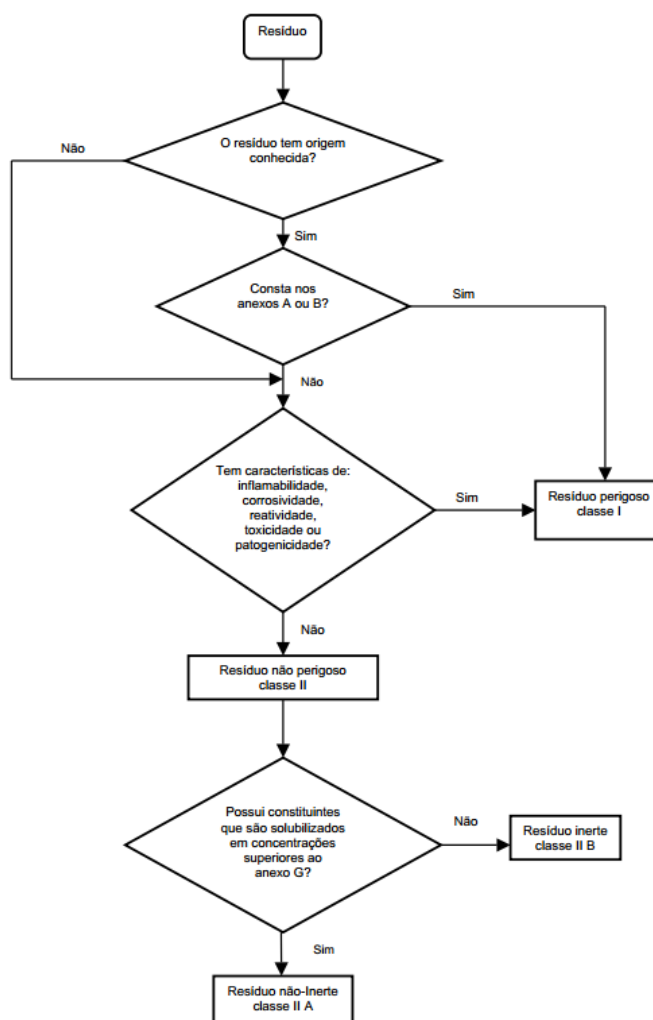 Resíduo
O resíduo tem origem
conhecida?
Não
Sim
Consta nos
anexos A ou B?
Sim
Não
Tem características de:
inflamabilidade,
corrosividade,
reatividade,
toxicidade ou
patogenicidade?
Sim
Resíduo perigoso
classe I
Não
Resíduo não perigoso
classe II
Possui constituintes
que são solubilizados
em concentrações
superiores ao
anexo G?
Não
Resíduo inerte
classe II B
Sim
Resíduo não-Inerte
classe II A